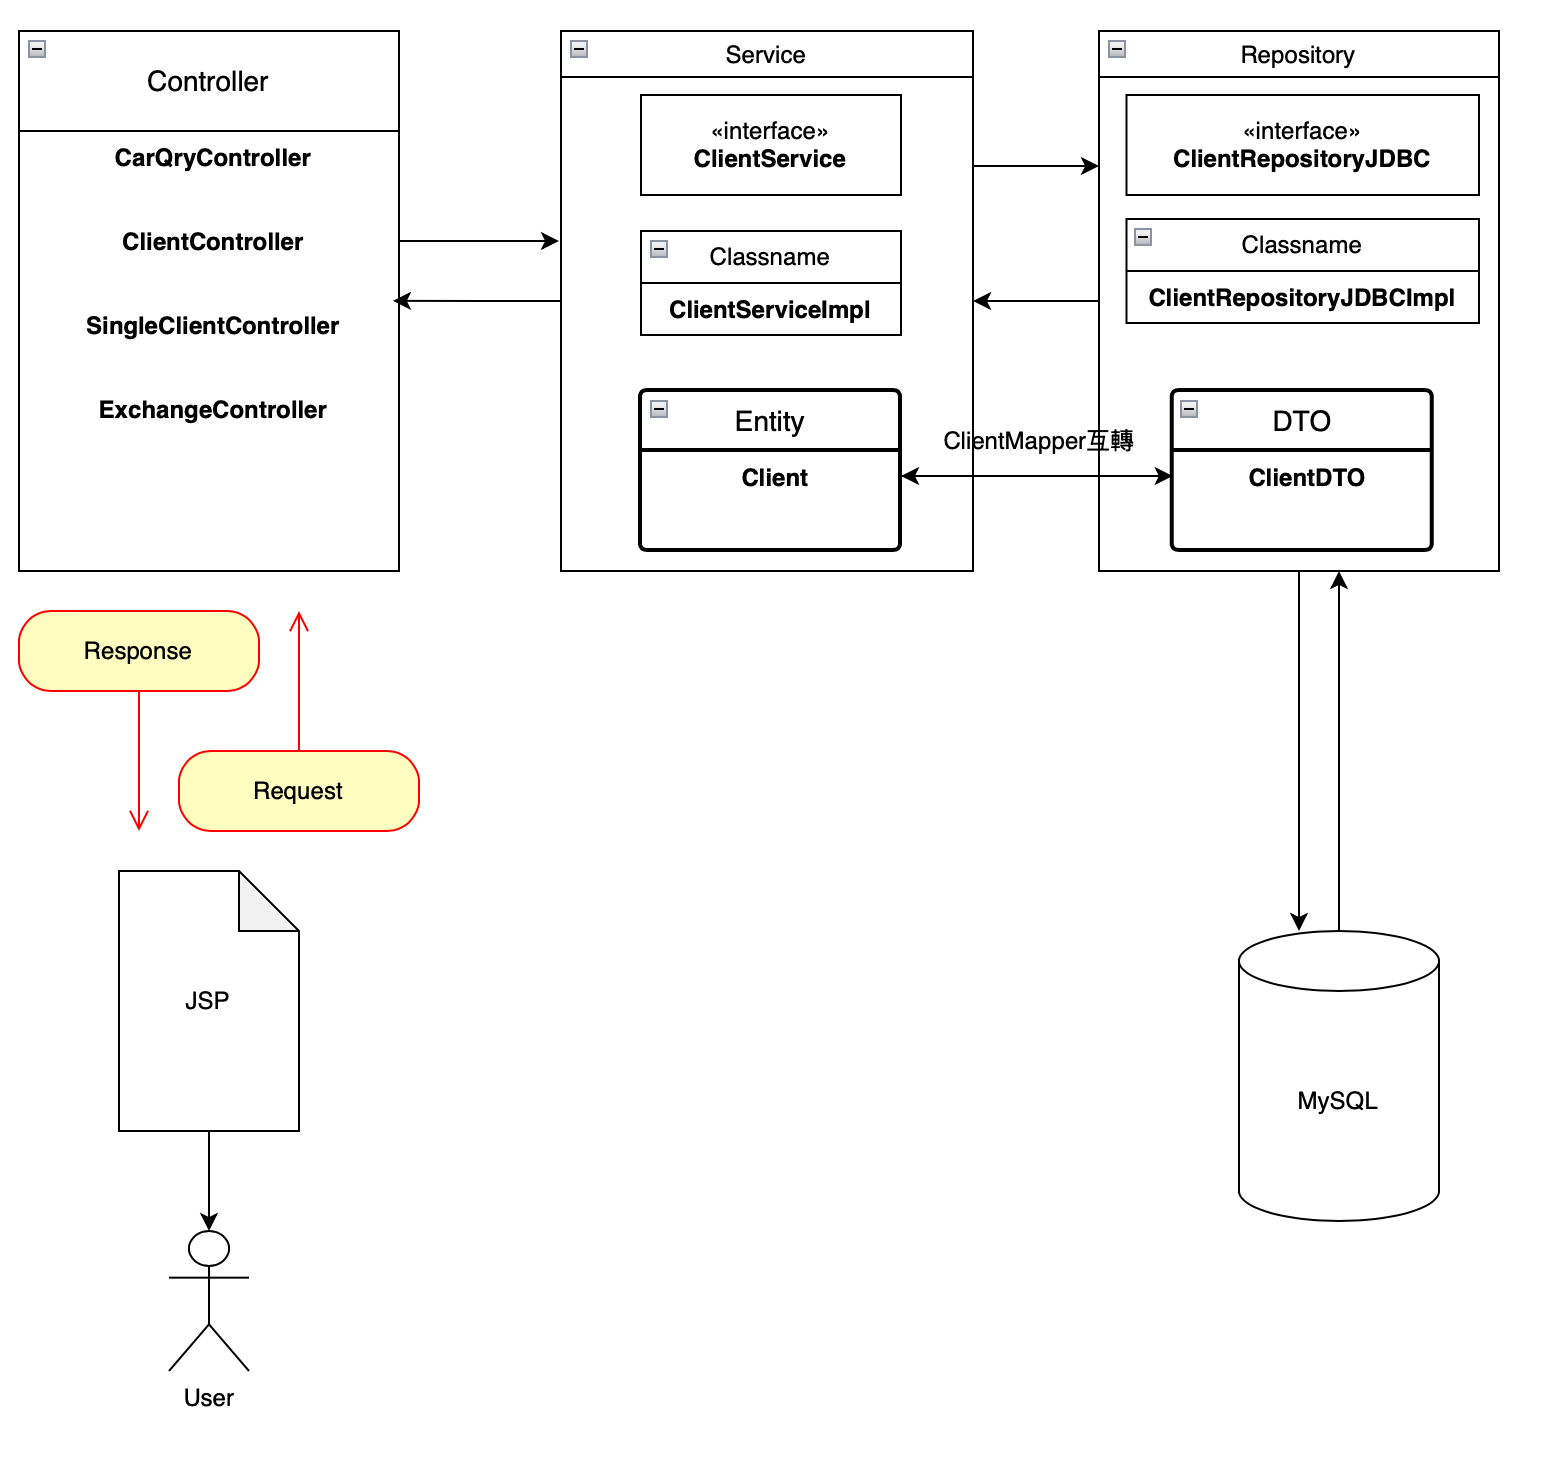 Controller
CarQryController
ClientController
SingleClientController
ExchangeController
Service
«interface»
ClientService
Classname
ClientServiceImpl
Entity
Client
ClientMapper互轉
Repository
«interface»
ClientRepositoryJDBC
Classname
ClientRepositoryJDBCImpl
DTO
ClientDTO
Response
Request
JSP
User
MySQL